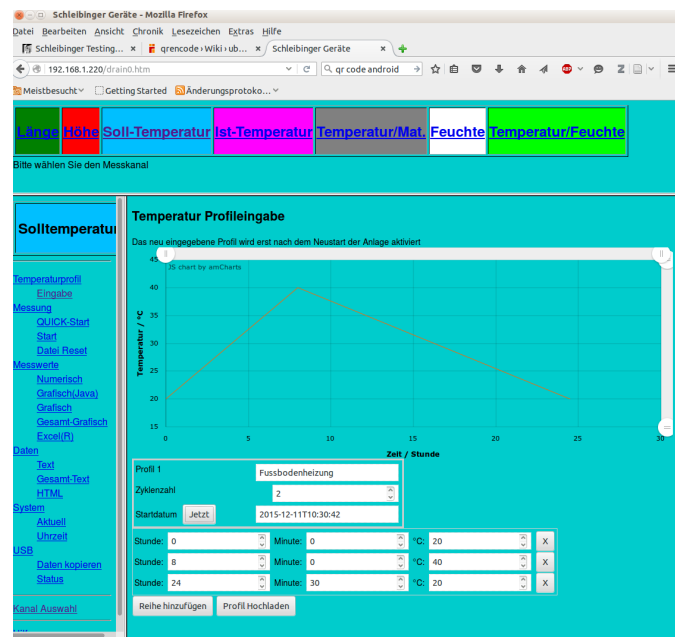 Schleibinger Geräte - Mozilla Firefox
Datei Bearbeiten Ansicht Chronik Lesezeichen Extras Hilfe
Schleibinger Testing... × qrencode › Wiki › ub... × Schleibinger Geräte ×
192.168.1.220/drain0.htm qr code android
Meistbesucht Getting Started Änderungsprotoko...
Länge Höhe Soll-Temperatur Ist-Temperatur Temperatur/Mat. Feuchte Temperatur/Feuchte
Bitte wählen Sie den Messkanal
Solltemperatu
Temperaturprofil
Eingabe
Messung
QUICK-Start
Start
Datei Reset
Messwerte
Numerisch
Grafisch(Java)
Grafisch
Gesamt-Grafisch
Excel(R)
Daten
Text
Gesamt-Text
HTML
System
Aktuell
Uhrzeit
USB
Daten kopieren
Status
Kanal Auswahl
Temperatur Profileingabe
Das neu eingegebene Profil wird erst nach dem Neustart der Anlage aktiviert
JS chart by amCharts
45
40
35
30
25
20
15
Temperatur / °C
0 5 10 15 20 25 30
Zeit / Stunde
Profil 1 Fussbodenheizung
Zyklenzahl 2
Startdatum Jetzt 2015-12-11T10:30:42
Stunde: 0 Minute: 0 °C: 20 X
Stunde: 8 Minute: 0 °C: 40 X
Stunde: 24 Minute: 30 °C: 20 X
Reihe hinzufügen Profil Hochladen